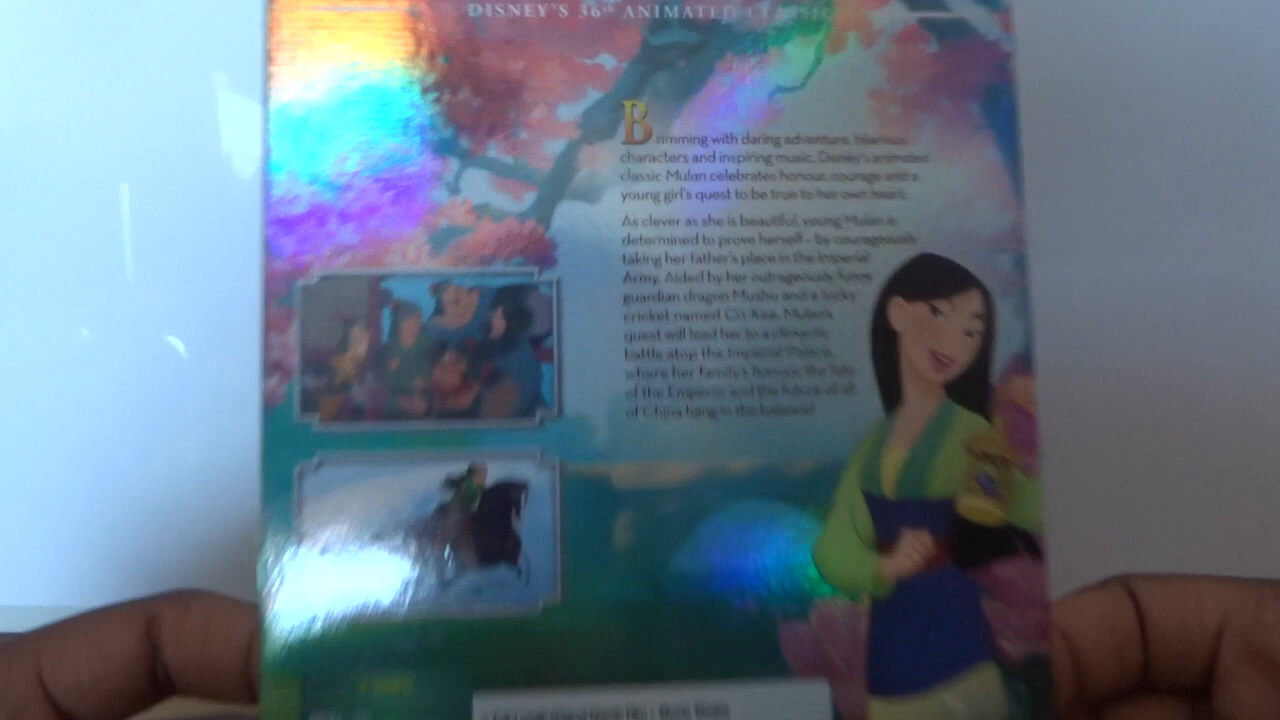 DISNEY'S 36th ANIMATED CLASSIC
Brimming with daring adventure, hilarious
characters and inspiring music, Disney's animated
classic Mulan celebrates honour, courage and a
young girl's quest to be true to her own heart.
As clever as she is beautiful, young Mulan is
determined to prove herself - by courageously
taking her father's place in the Imperial
Army. Aided by her outrageously funny
guardian dragon Mushu and a lucky
cricket named Cri-Kee, Mulan's
quest will lead her to a climactic
battle atop the Imperial Palace,
where her family's honour, the fate
of the Emperor and the future of all
of China hang in the balance!